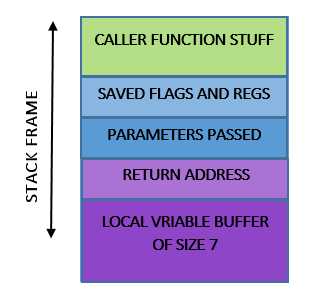 STACK FRAME
CALLER FUNCTION STUFF
SAVED FLAGS AND REGS
PARAMETERS PASSED
RETURN ADDRESS
LOCAL VRIABLE BUFFER
OF SIZE 7